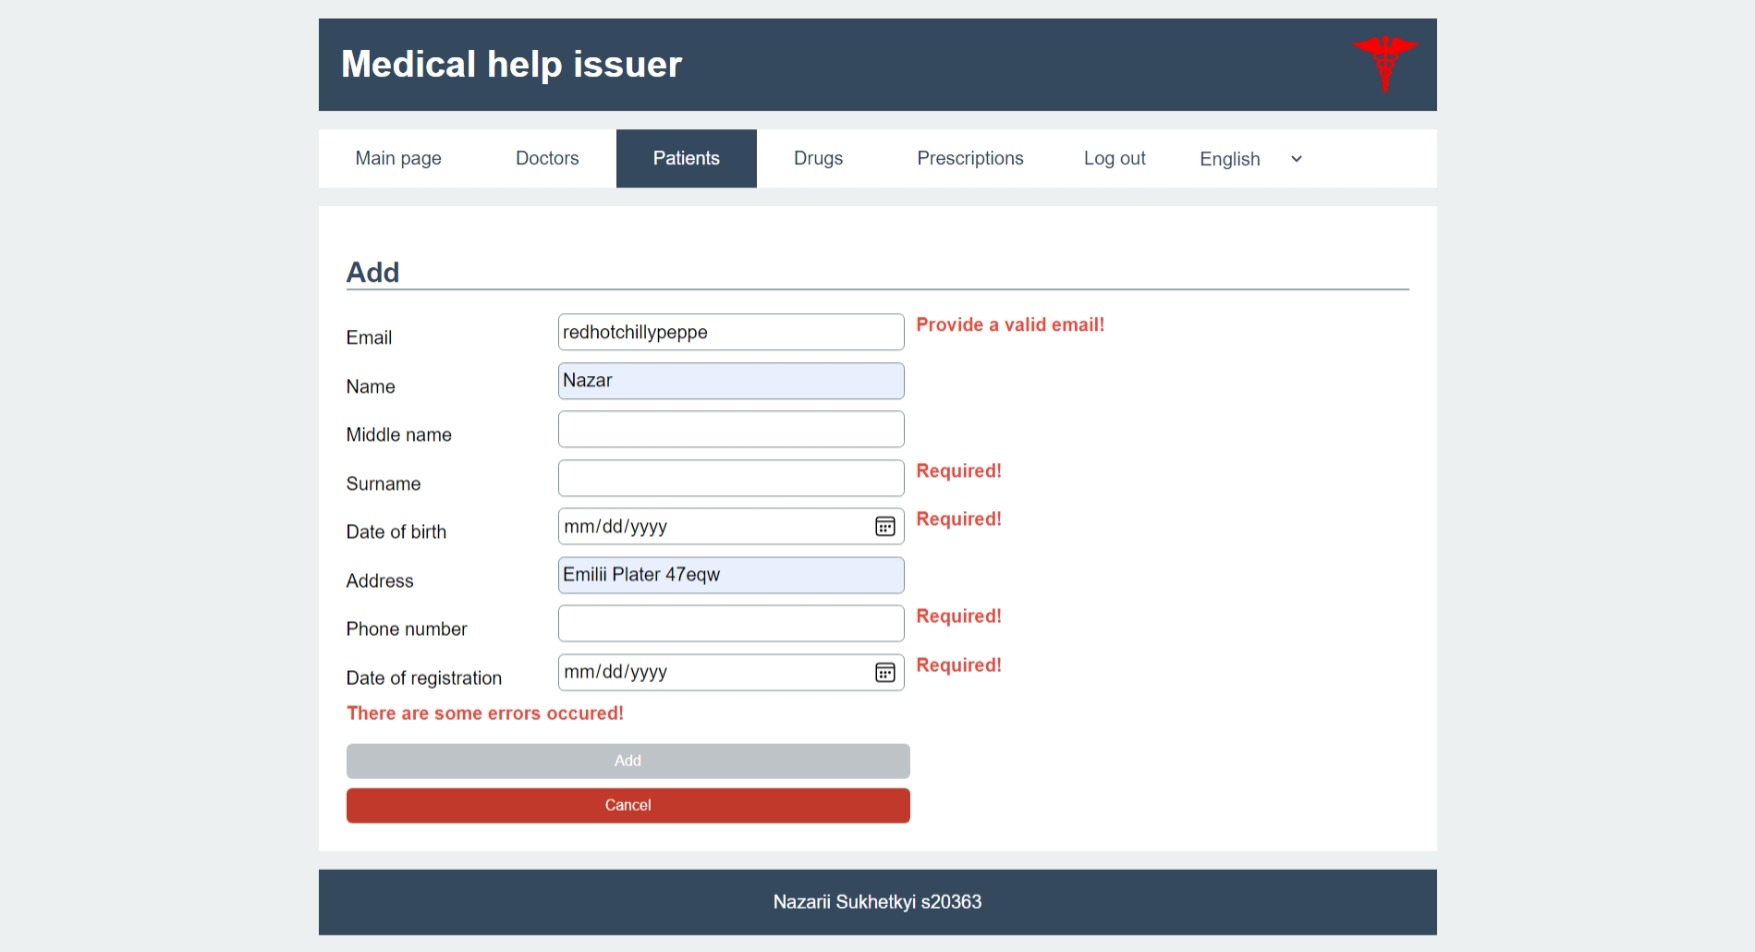 Medical help issuer
Main page Doctors Patients Drugs Prescriptions Log out English
Add
Email redhotchillypeppe Provide a valid email!
Name Nazar
Middle name
Surname Required!
Date of birth mm/dd/yyyy Required!
Address Emilii Plater 47eqw
Phone number Required!
Date of registration mm/dd/yyyy Required!
There are some errors occured!
Add
Cancel
Nazarii Sukhetkyi s20363